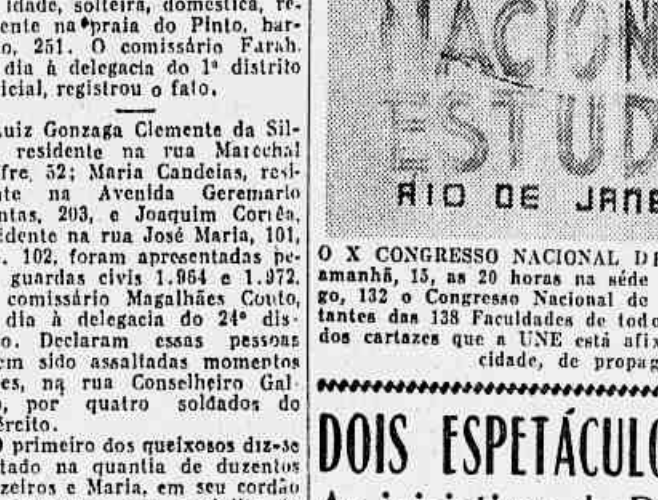 idade, solteira, doméstica, re-
ente na praia do Pinto, bar-
o, 251. O comissário Farah,
dia à delegacia do 1º distrito
icial, registrou o fato.
uiz Gonzaga Clemente da Sil-
residente na rua Marechal
fre, 52; Maria Candeias, resi-
te na Avenida Geremario
ntas, 203, e Joaquim Corrêa,
idente na rua José Maria, 101,
. 102, foram apresentadas pe-
guardas civis 1.964 e 1.972,
comissário Magalhães Couto,
dia à delegacia do 24º dis-
o. Declaram essas pessoas
em sido assaltadas momentos
es, na rua Conselheiro Gal-
o, por quatro soldados do
ército.
O primeiro dos queixosos diz-se
tado na quantia de duzentos
zeiros e Maria, em seu cordão
NACION
ESTUD
RIO DE JANE
O X CONGRESSO NACIONAL DE
amanhã, 15, as 20 horas na séde
go, 132 o Congresso Nacional de
tantes das 138 Faculdades de todo
dos cartazes que a UNE está afix
cidade, de propag
DOIS ESPETÁCULO